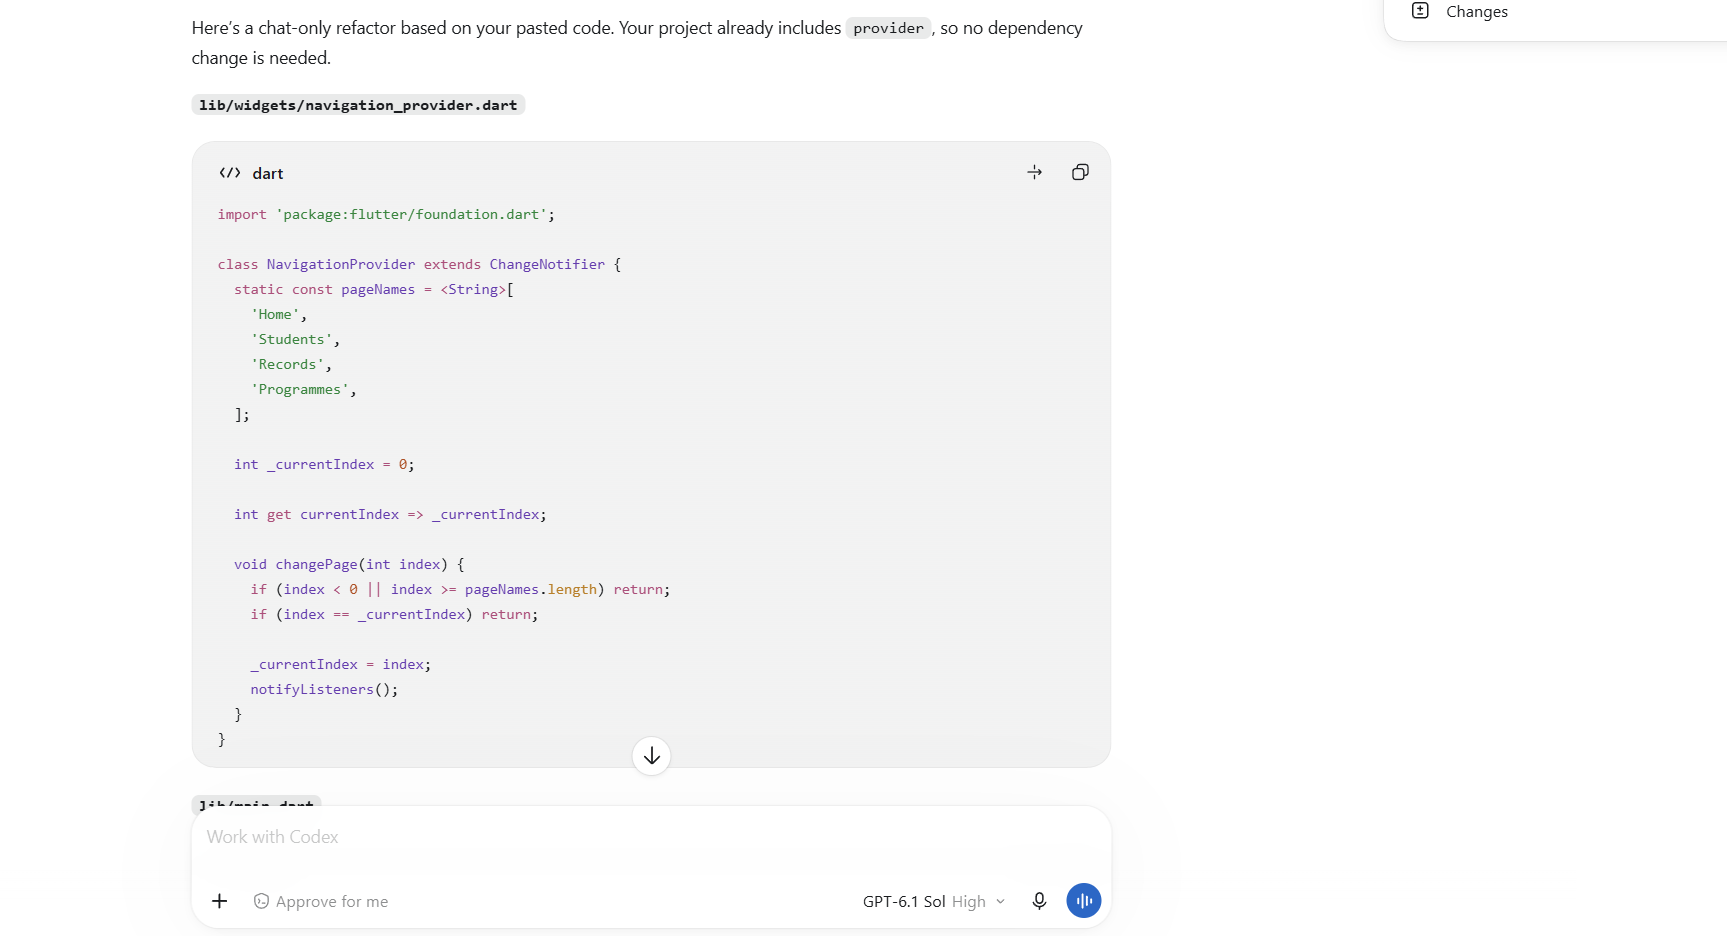 Changes
Here’s a chat-only refactor based on your pasted code. Your project already includes provider, so no dependency
change is needed.
lib/widgets/navigation_provider.dart
</> dart
import 'package:flutter/foundation.dart';
class NavigationProvider extends ChangeNotifier {
  static const pageNames = <String>[
    'Home',
    'Students',
    'Records',
    'Programmes',
  ];
  int _currentIndex = 0;
  int get currentIndex => _currentIndex;
  void changePage(int index) {
    if (index < 0 || index >= pageNames.length) return;
    if (index == _currentIndex) return;
    _currentIndex = index;
    notifyListeners();
  }
}
lib/main.dart
Work with Codex
Approve for me
GPT-6.1 Sol High